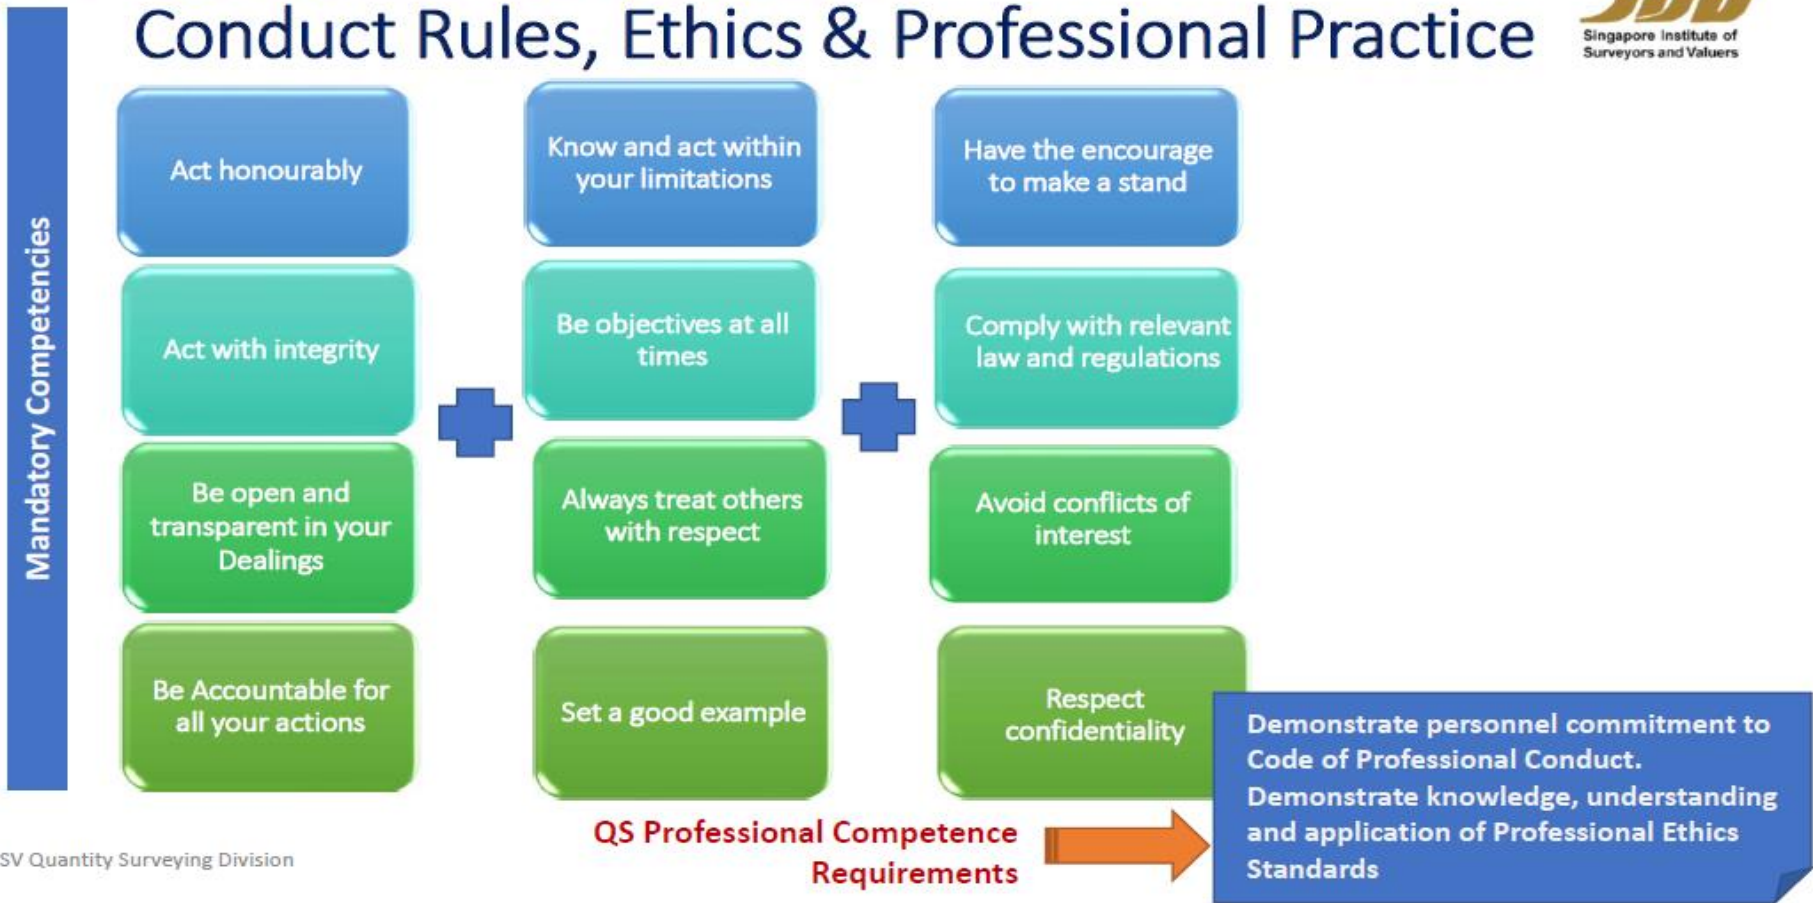 Conduct Rules, Ethics & Professional Practice
Singapore Institute of
Surveyors and Valuers
Mandatory Competencies
Act honourably
Act with integrity
Be open and
transparent in your
Dealings
Be Accountable for
all your actions
Know and act within
your limitations
Be objectives at all
times
Always treat others
with respect
Set a good example
Have the encourage
to make a stand
Comply with relevant
law and regulations
Avoid conflicts of
interest
Respect
confidentiality
QS Professional Competence
Requirements
Demonstrate personnel commitment to
Code of Professional Conduct.
Demonstrate knowledge, understanding
and application of Professional Ethics
Standards
SV Quantity Surveying Division